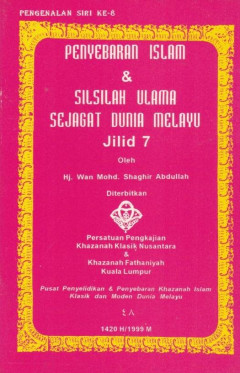 PENGENALAN SIRI KE-8
PENYEBARAN ISLAM
&
SILSILAH ULAMA
SEJAGAT DUNIA MELAYU
Jilid 7
Oleh
Hj. Wan Mohd. Shaghir Abdullah
Diterbitkan
Persatuan Pengkajian
Khazanah Klasik Nusantara
&
Khazanah Fathaniyah
Kuala Lumpur
Pusat Penyelidikan & Penyebaran Khazanah Islam
Klasik dan Moden Dunia Melayu
1420 H/1999 M